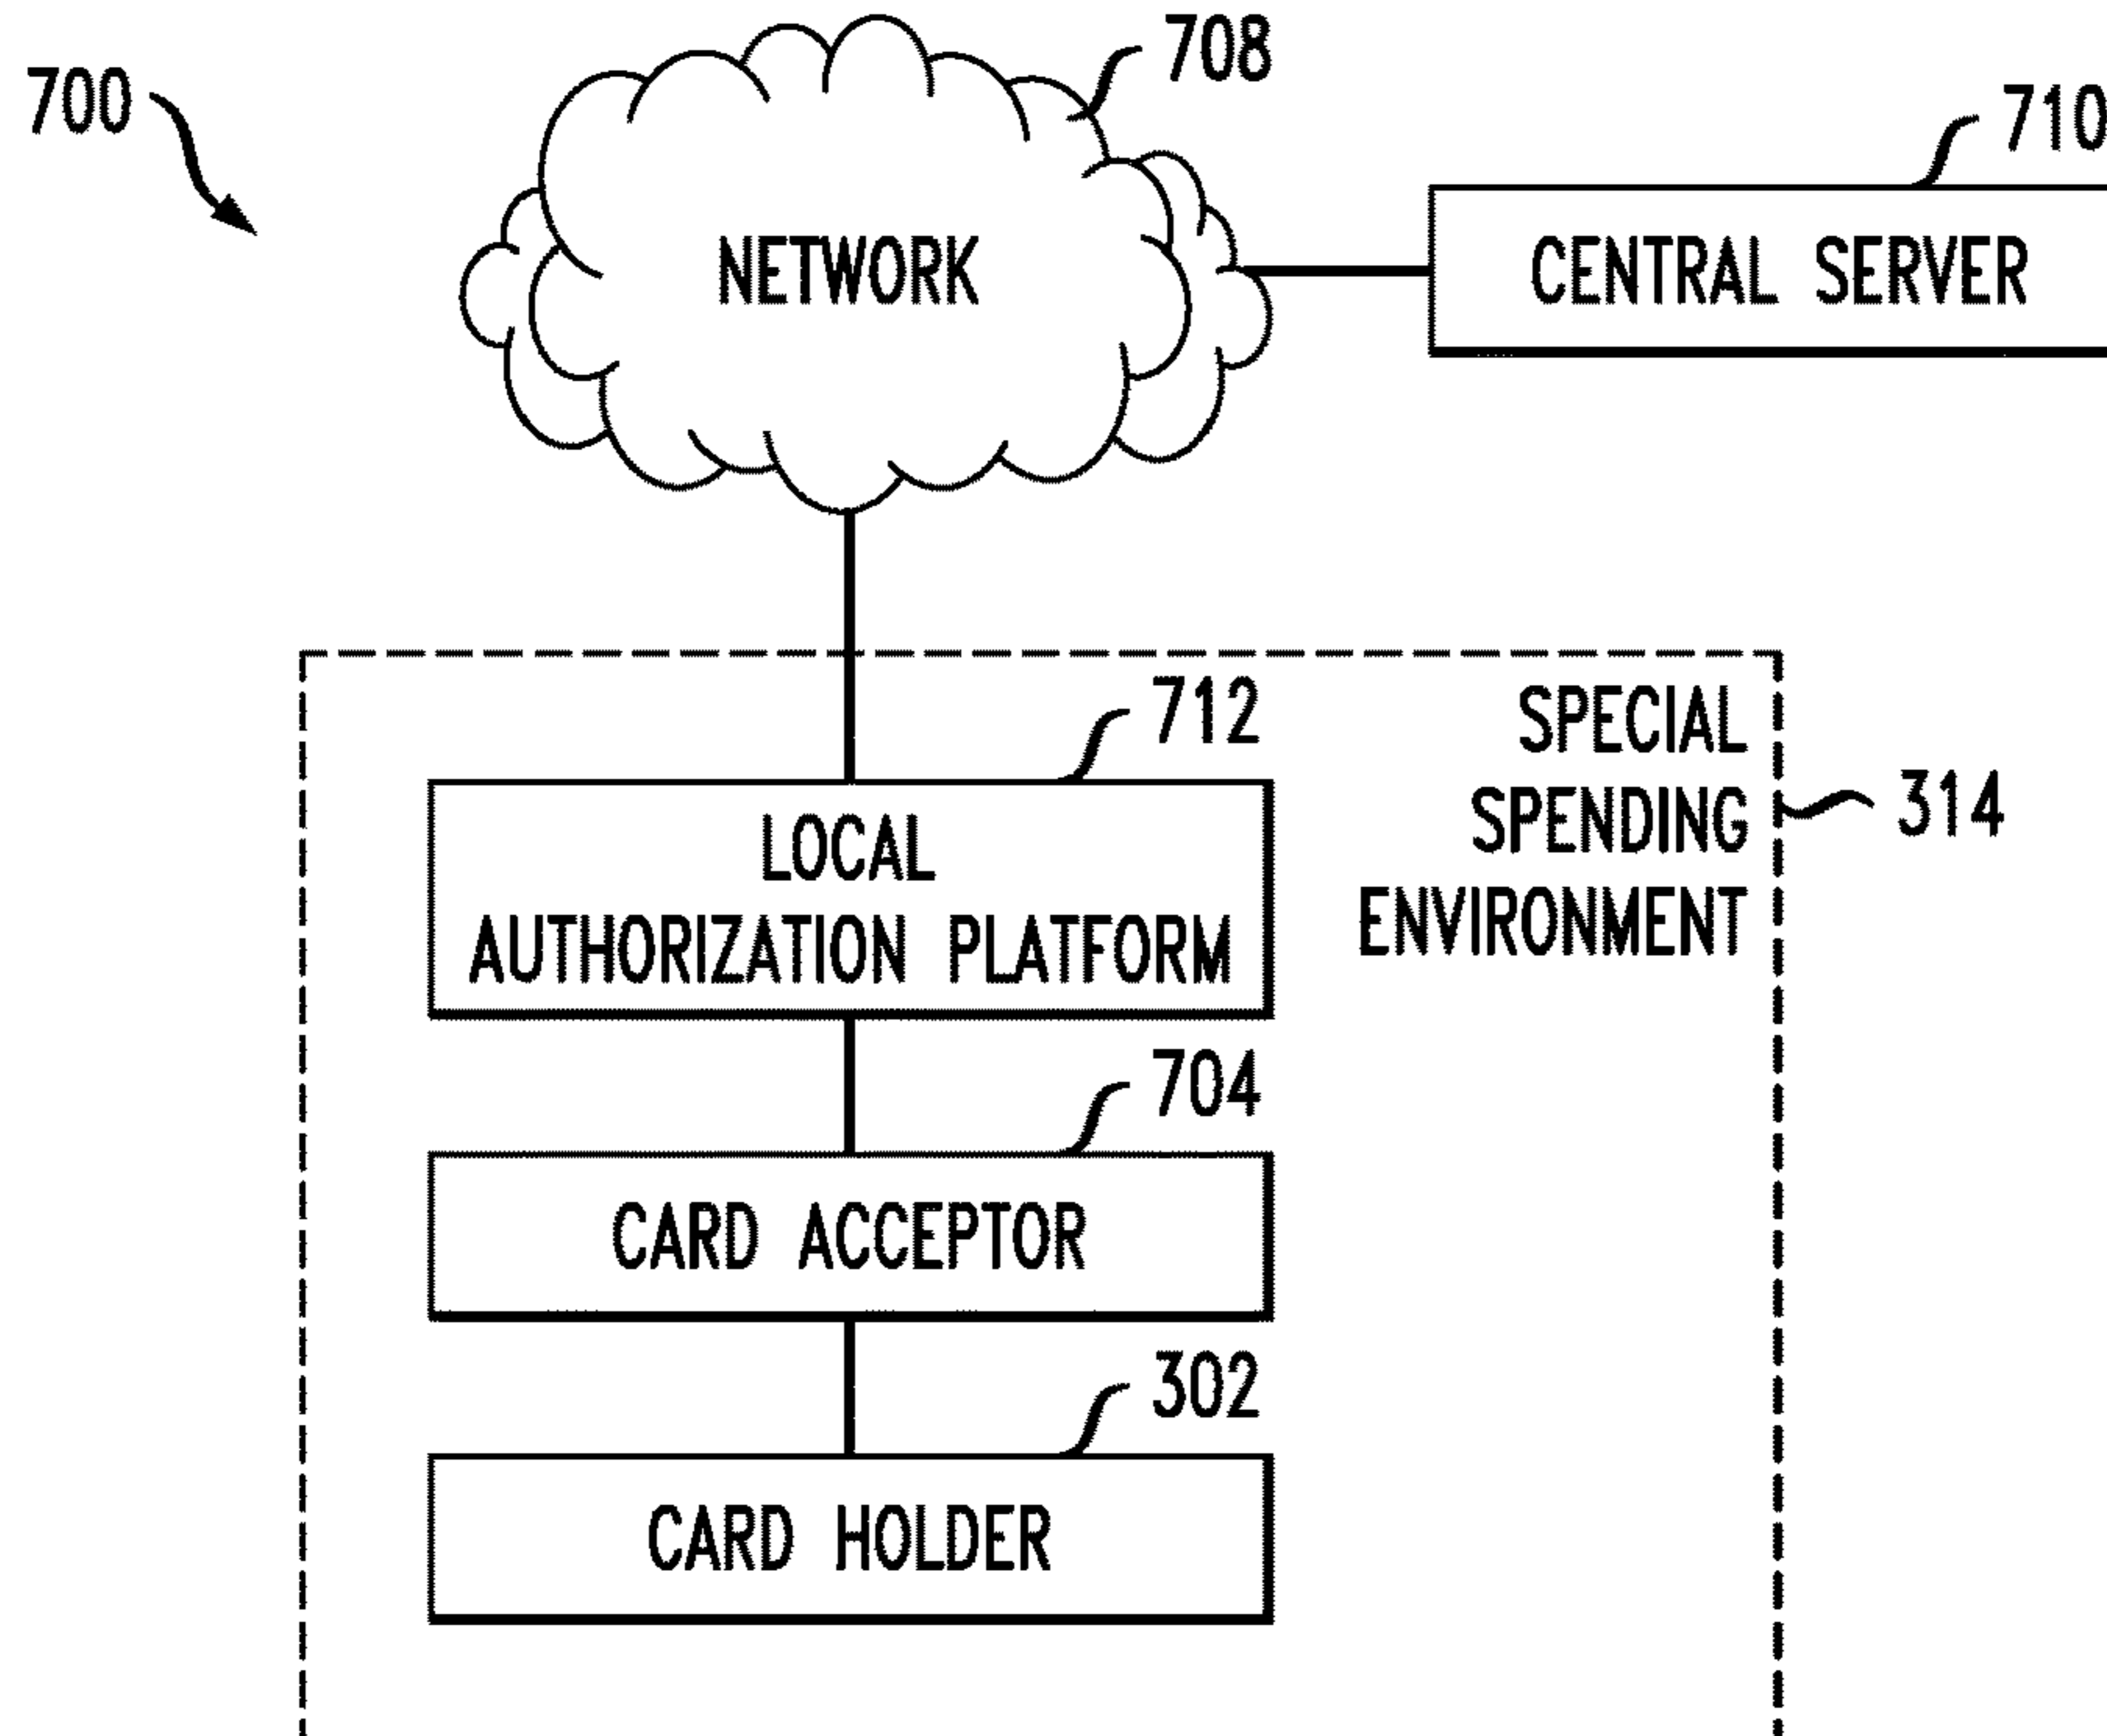 700
708
710
NETWORK
CENTRAL SERVER
712
SPECIAL
SPENDING
ENVIRONMENT
314
LOCAL
AUTHORIZATION PLATFORM
704
CARD ACCEPTOR
302
CARD HOLDER